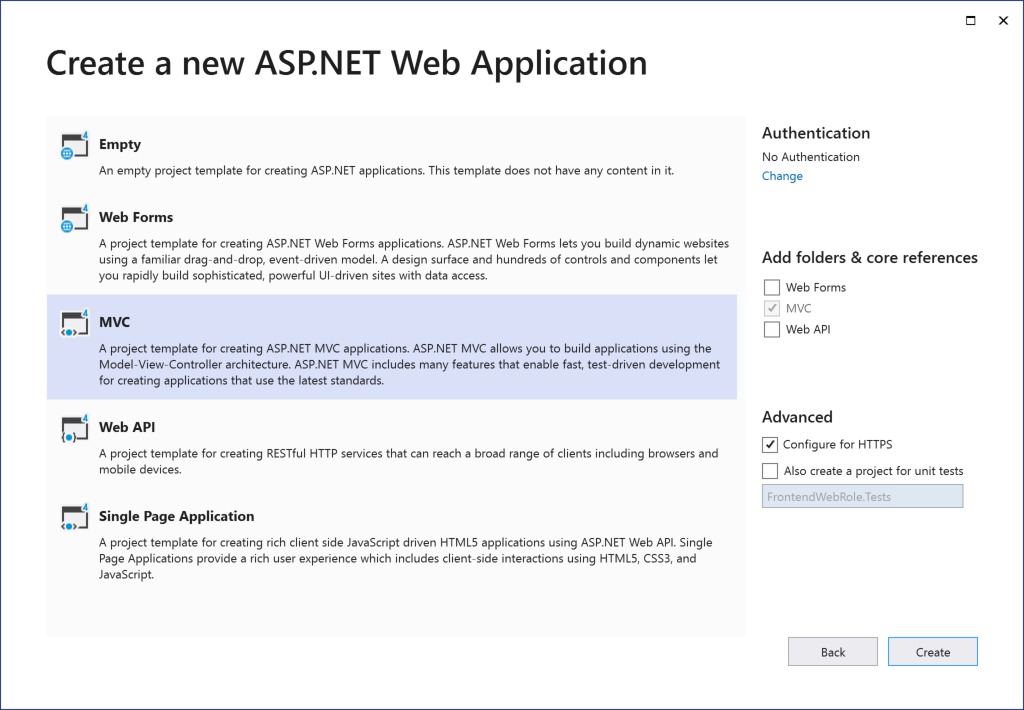 Create a new ASP.NET Web Application
4
Empty
An empty project template for creating ASP.NET applications. This template does not have any content in it.
4
Web Forms
A project template for creating ASP.NET Web Forms applications. ASP.NET Web Forms lets you build dynamic websites
using a familiar drag-and-drop, event-driven model. A design surface and hundreds of controls and components let
you rapidly build sophisticated, powerful UI-driven sites with data access.
4
MVC
A project template for creating ASP.NET MVC applications. ASP.NET MVC allows you to build applications using the
Model-View-Controller architecture. ASP.NET MVC includes many features that enable fast, test-driven development
for creating applications that use the latest standards.
4
Web API
A project template for creating RESTful HTTP services that can reach a broad range of clients including browsers and
mobile devices.
4
Single Page Application
A project template for creating rich client side JavaScript driven HTML5 applications using ASP.NET Web API. Single
Page Applications provide a rich user experience which includes client-side interactions using HTML5, CSS3, and
JavaScript.
Authentication
No Authentication
Change
Add folders & core references
Web Forms
MVC
Web API
Advanced
Configure for HTTPS
Also create a project for unit tests
FrontendWebRole.Tests
Back
Create